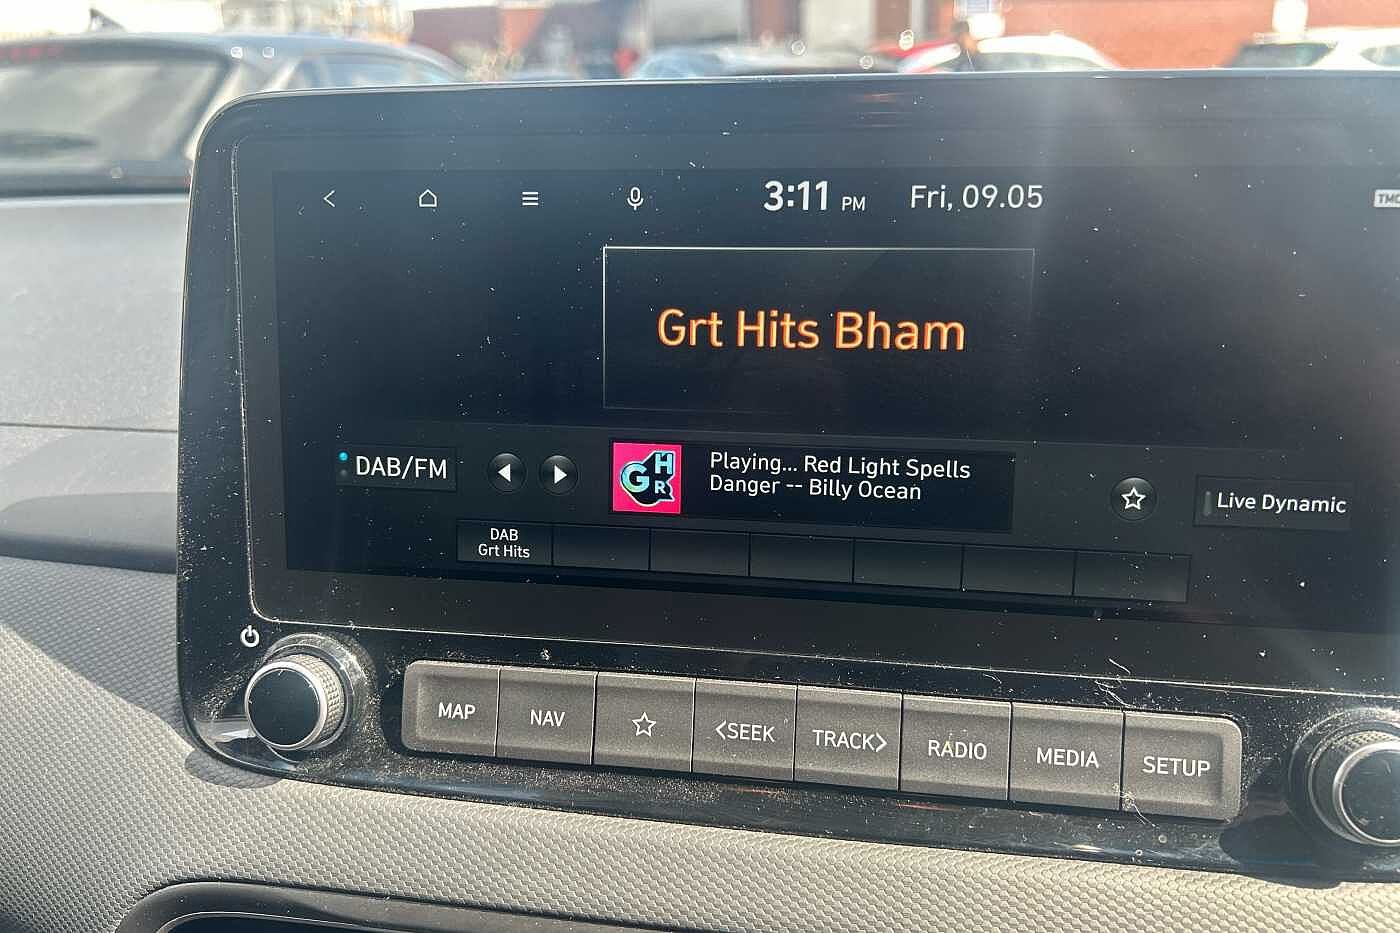 3:11 PM Fri, 09.05
TMC
Grt Hits Bham
DAB/FM
GHR
Playing... Red Light Spells
Danger -- Billy Ocean
Live Dynamic
DAB
Grt Hits
MAP
NAV
<SEEK
TRACK>
RADIO
MEDIA
SETUP